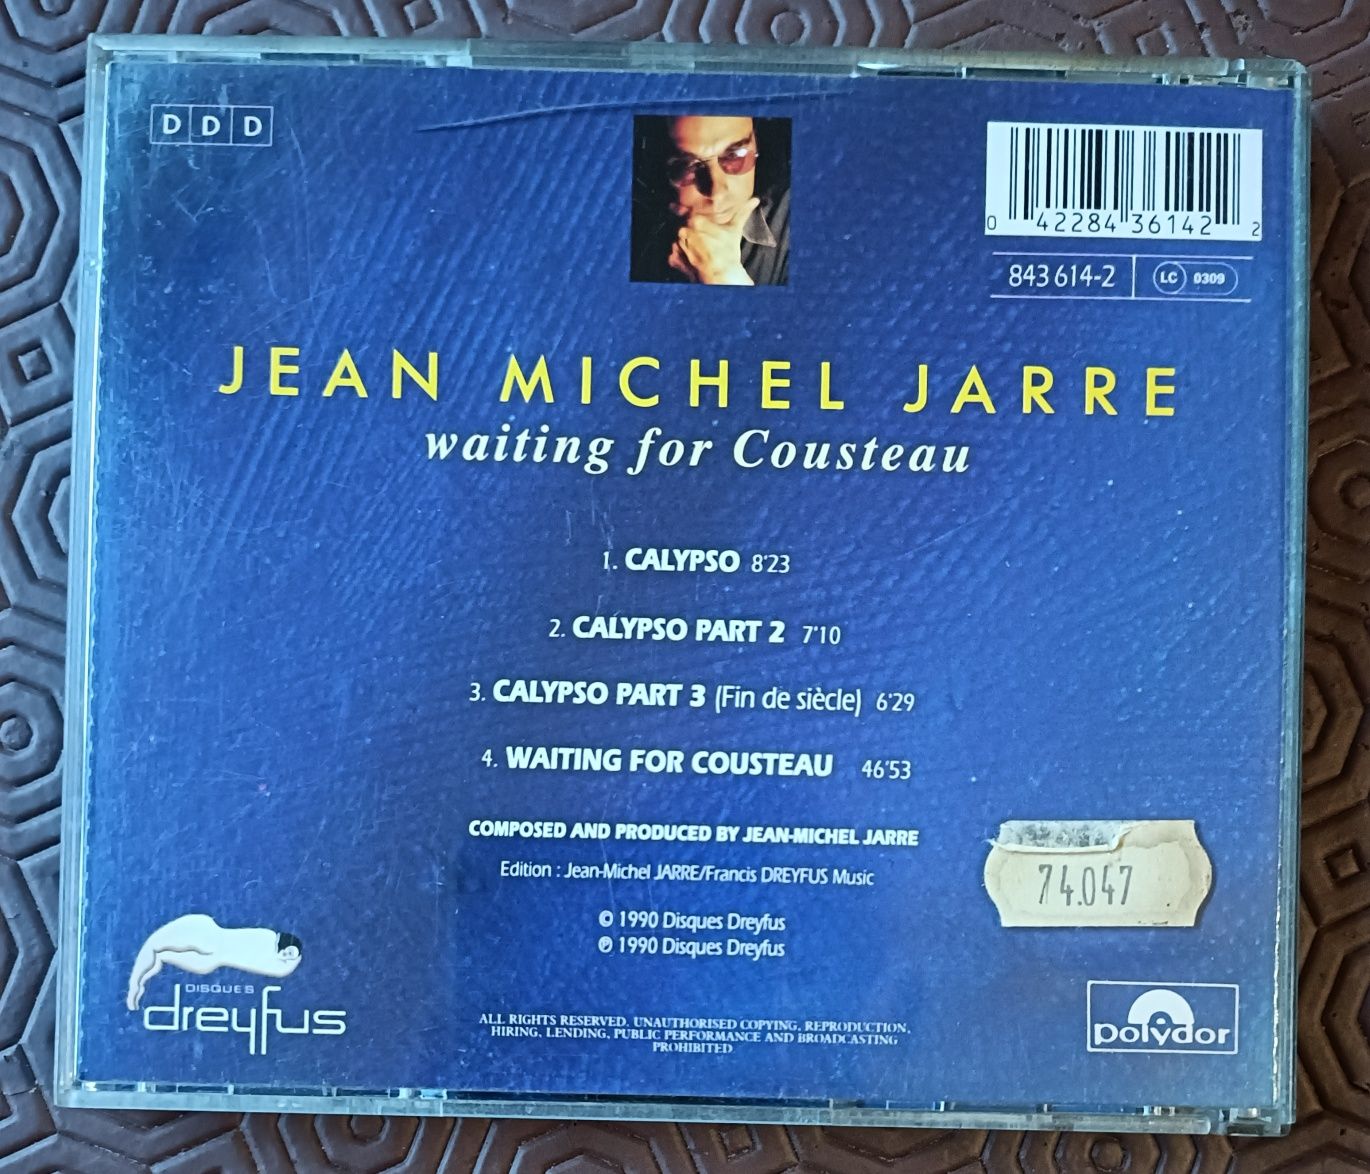 D D D
0 42284 36142 2
843 614-2 LC 0309
JEAN MICHEL JARRE
waiting for Cousteau
1. CALYPSO 8'23
2. CALYPSO PART 2 7'10
3. CALYPSO PART 3 (Fin de siècle) 6'29
4. WAITING FOR COUSTEAU 46'53
COMPOSED AND PRODUCED BY JEAN-MICHEL JARRE
Edition : Jean-Michel JARRE/Francis DREYFUS Music
74.047
© 1990 Disques Dreyfus
℗ 1990 Disques Dreyfus
DISQUES
dreyfus
ALL RIGHTS RESERVED. UNAUTHORISED COPYING, REPRODUCTION,
HIRING, LENDING, PUBLIC PERFORMANCE AND BROADCASTING
PROHIBITED
polydor